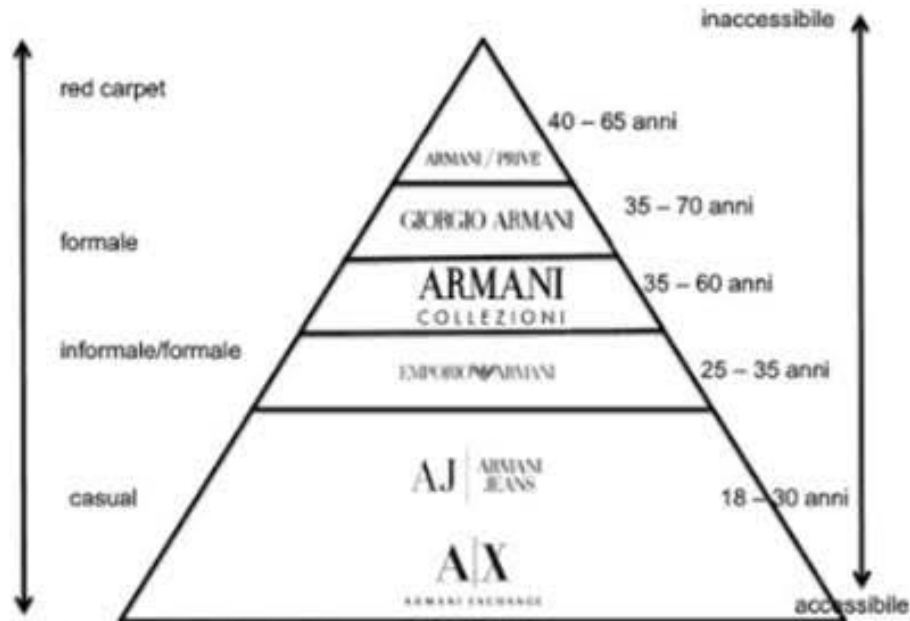 inaccessibile
red carpet
40 – 65 anni
ARMANI / PRIVE
35 – 70 anni
GIORGIO ARMANI
formale
35 – 60 anni
ARMANI
COLLEZIONI
informale/formale
25 – 35 anni
EMPORIO ARMANI
AJ ARMANI
JEANS
casual
18 – 30 anni
A|X
ARMANI EXCHANGE
accessibile